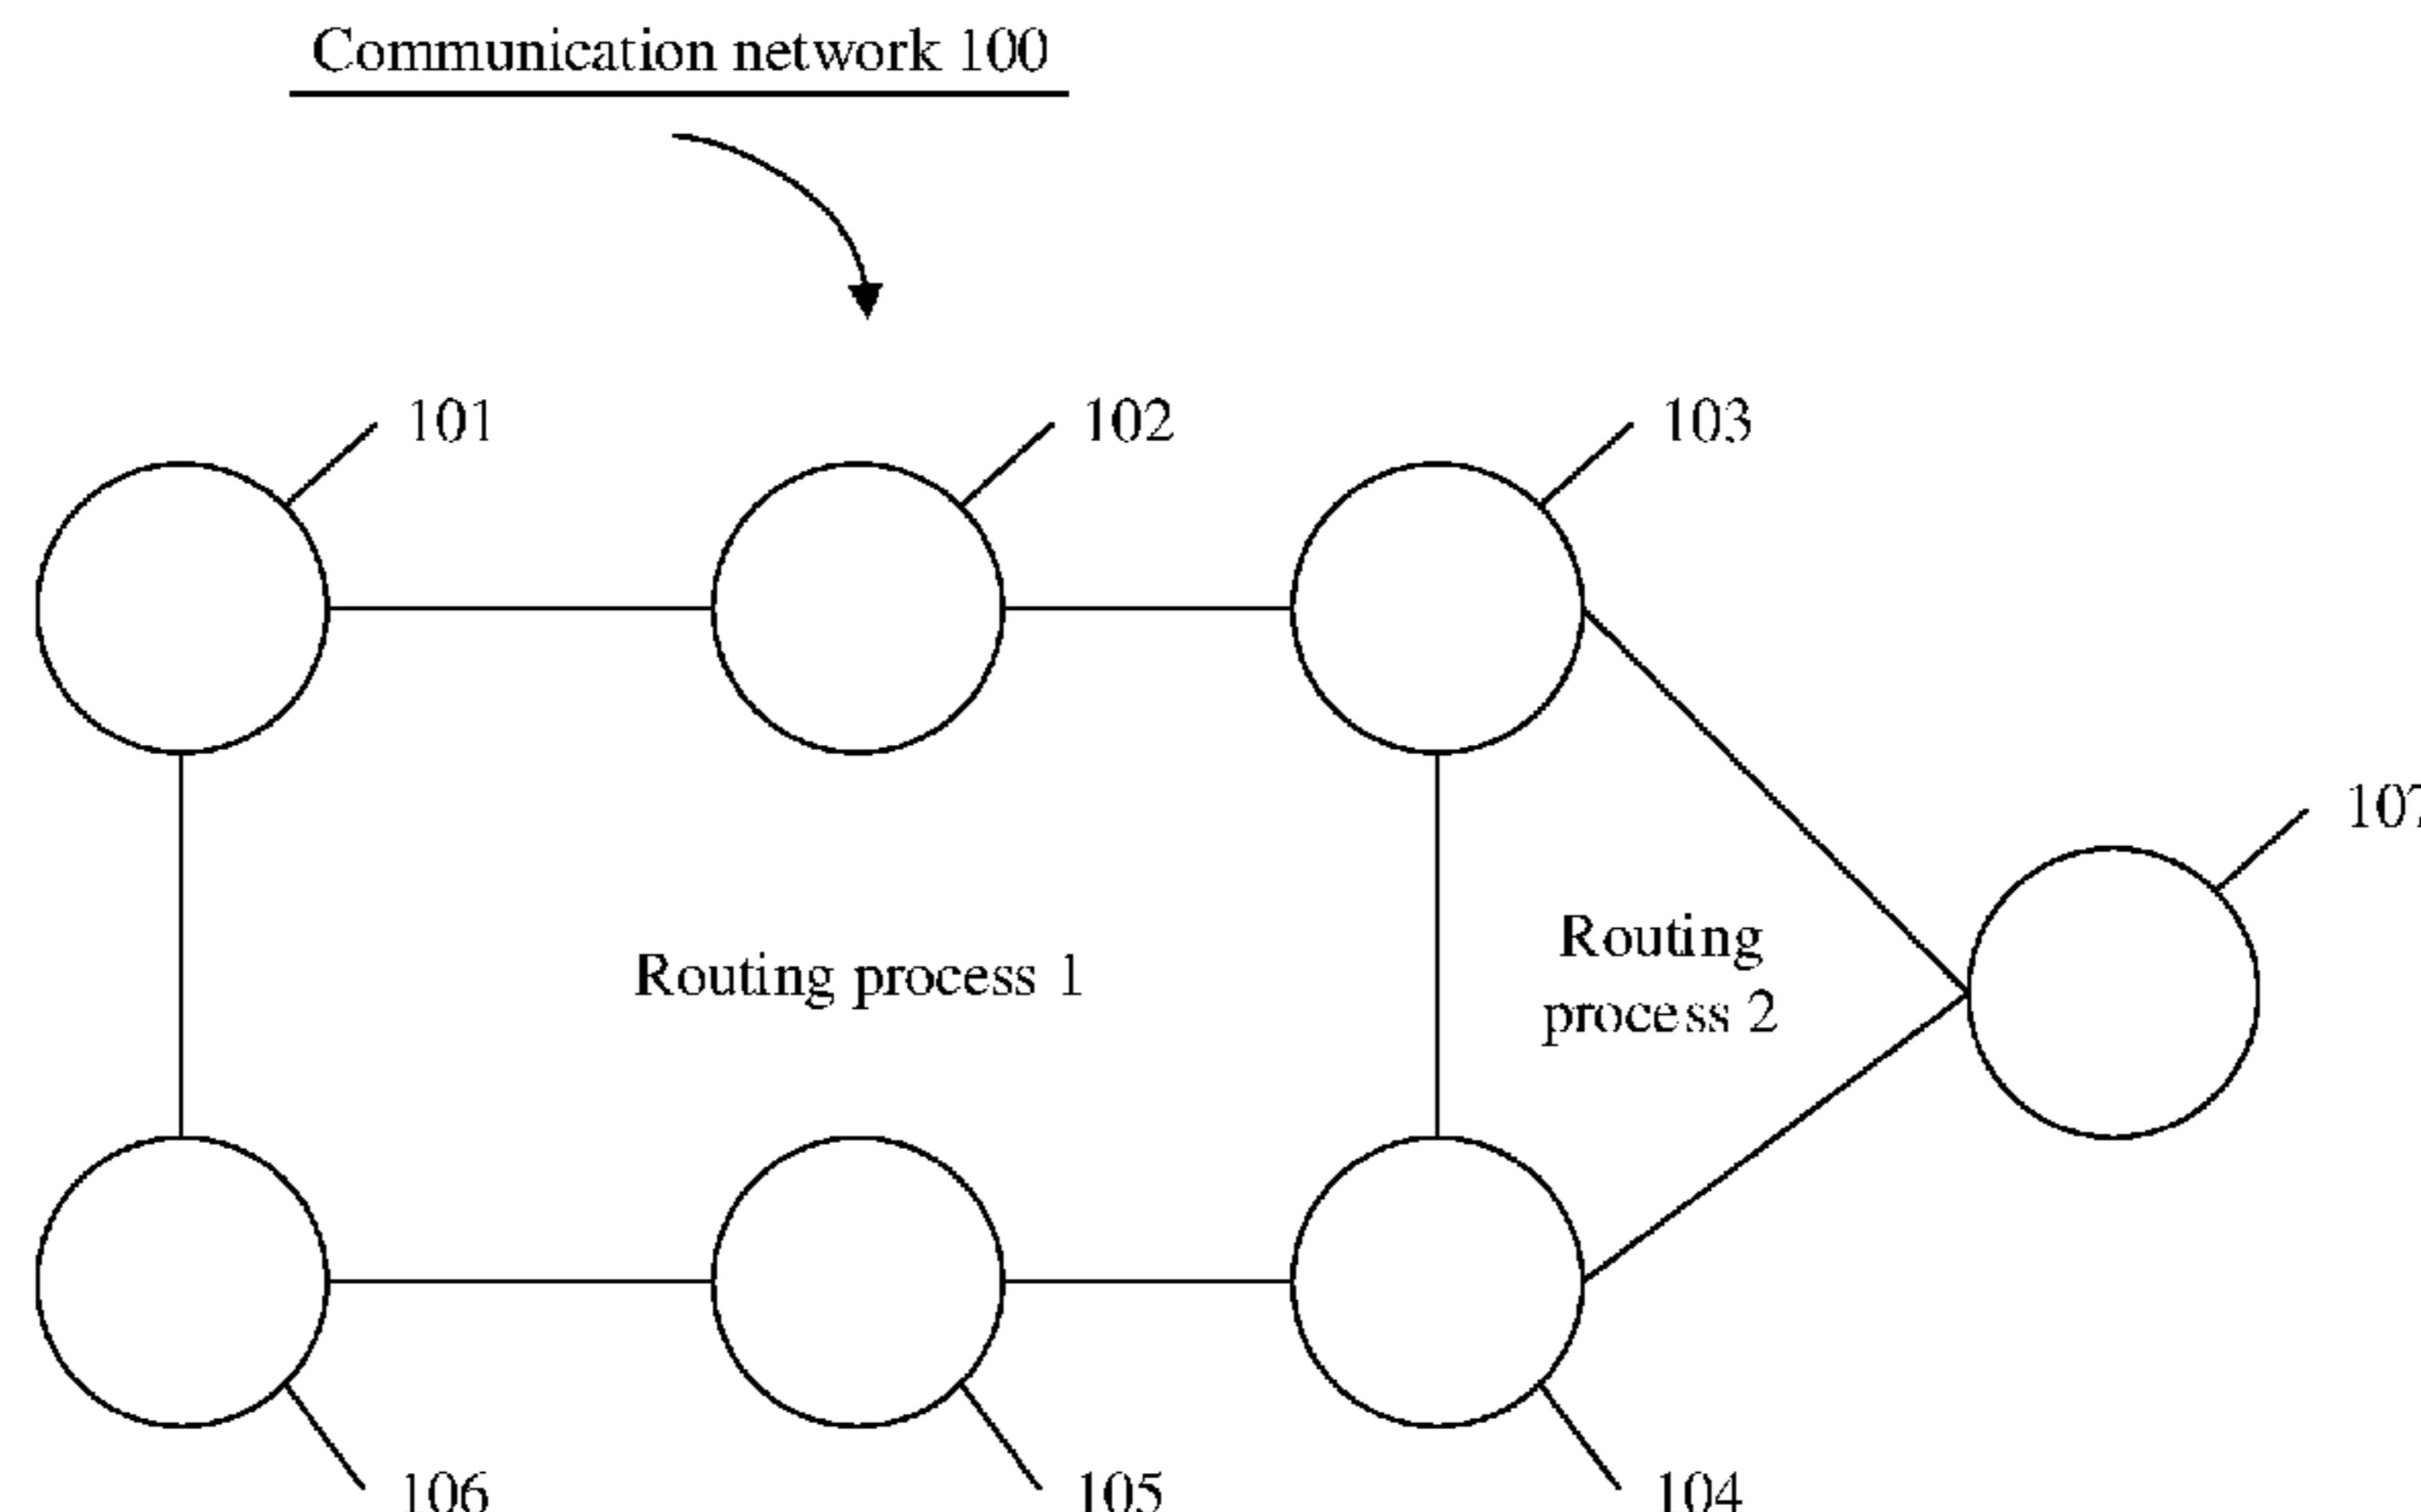 Communication network 100
101
102
103
107
Routing process 1
Routing
process 2
106
105
104